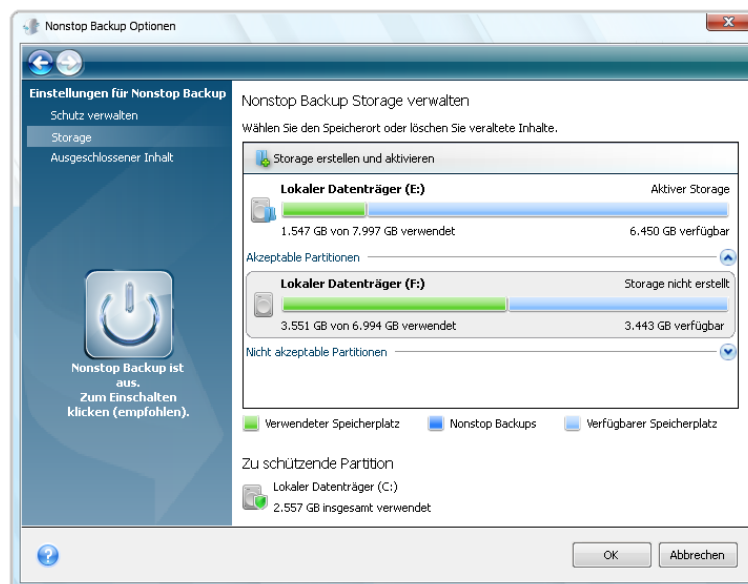 Nonstop Backup Optionen
Einstellungen für Nonstop Backup
Schutz verwalten
Storage
Ausgeschlossener Inhalt
Nonstop Backup ist
aus.
Zum Einschalten
klicken (empfohlen).
Nonstop Backup Storage verwalten
Wählen Sie den Speicherort oder löschen Sie veraltete Inhalte.
Storage erstellen und aktivieren
Lokaler Datenträger (E:) Aktiver Storage
1.547 GB von 7.997 GB verwendet 6.450 GB verfügbar
Akzeptable Partitionen
Lokaler Datenträger (F:) Storage nicht erstellt
3.551 GB von 6.994 GB verwendet 3.443 GB verfügbar
Nicht akzeptable Partitionen
Verwendeter Speicherplatz Nonstop Backups Verfügbarer Speicherplatz
Zu schützende Partition
Lokaler Datenträger (C:)
2.557 GB insgesamt verwendet
OK Abbrechen